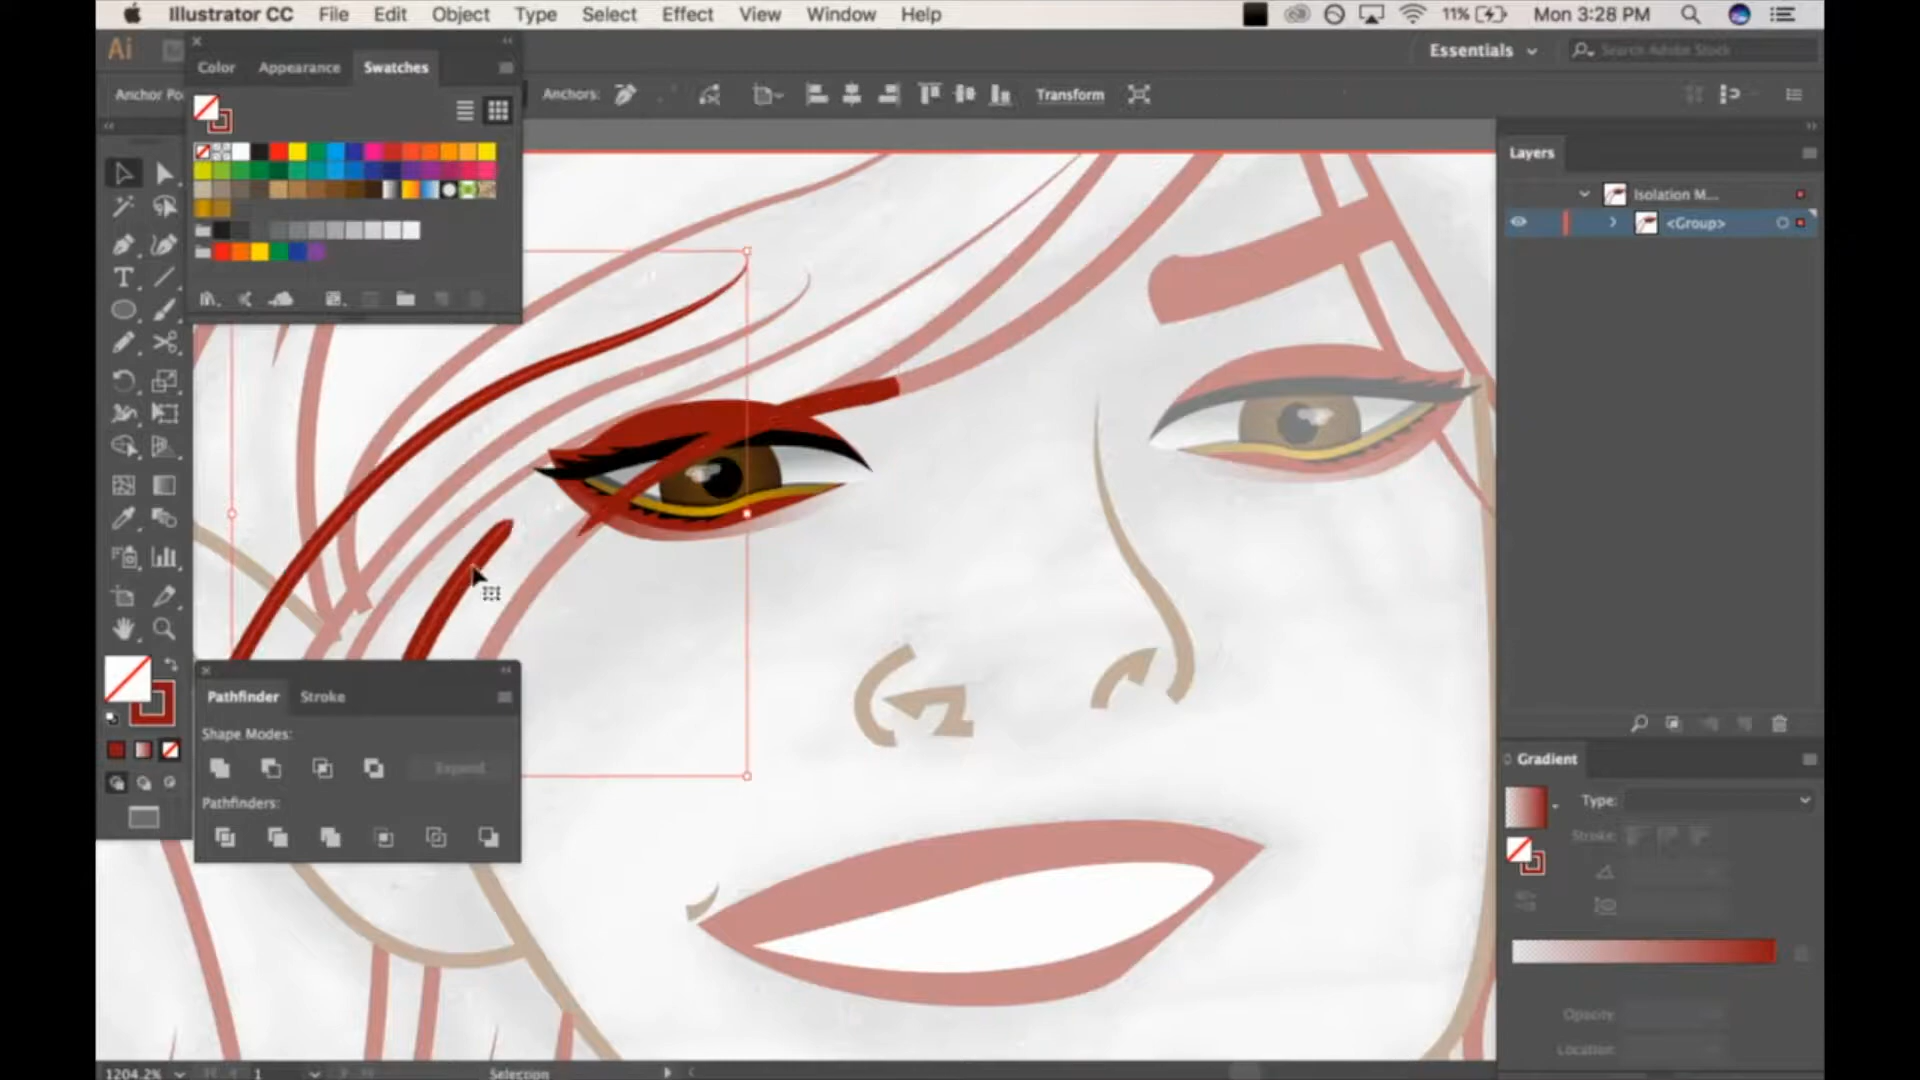 Illustrator CC File Edit Object Type Select Effect View Window Help 11% Mon 3:28 PM
Ai Essentials Search Adobe Stock
Color Appearance Swatches
Anchor Po Anchors: Transform
Layers
Isolation M...
<Group>
Pathfinder Stroke
Shape Modes:
Expand
Pathfinders:
Gradient
Type:
Stroke:
Opacity:
Location:
1204.2% 1 Selection